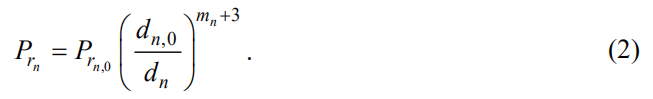 $P_{r_n} = P_{r_{n,0}} \left( \frac{d_{n,0}}{d_n} \right)^{m_n+3} .$ (2)